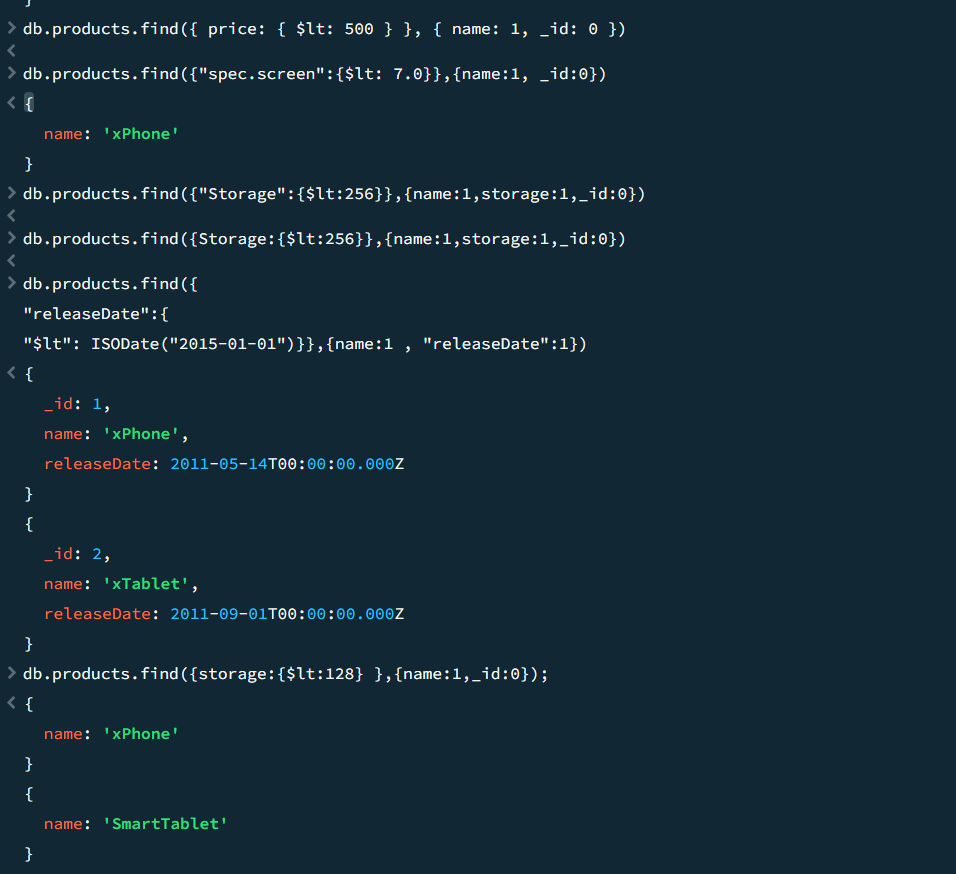 }
> db.products.find({ price: { $lt: 500 } }, { name: 1, _id: 0 })
<
> db.products.find({"spec.screen":{$lt: 7.0}},{name:1, _id:0})
< {
name: 'xPhone'
}
> db.products.find({"Storage":{$lt:256}},{name:1,storage:1,_id:0})
<
> db.products.find({Storage:{$lt:256}},{name:1,storage:1,_id:0})
<
> db.products.find({
"releaseDate":{
"$lt": ISODate("2015-01-01")}},{name:1 , "releaseDate":1})
< {
_id: 1,
name: 'xPhone',
releaseDate: 2011-05-14T00:00:00.000Z
}
{
_id: 2,
name: 'xTablet',
releaseDate: 2011-09-01T00:00:00.000Z
}
> db.products.find({storage:{$lt:128} },{name:1,_id:0});
< {
name: 'xPhone'
}
{
name: 'SmartTablet'
}